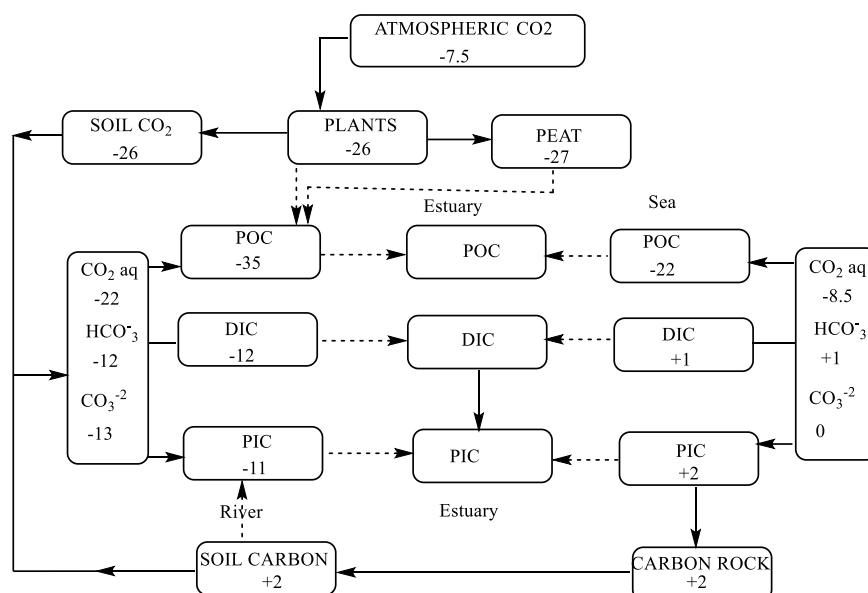 ATMOSPHERIC CO2
-7.5
SOIL CO₂
-26
PLANTS
-26
PEAT
-27
Estuary
Sea
POC
-35
POC
POC
-22
CO₂ aq
-22
HCO⁻₃
-12
CO₃⁻²
-13
DIC
-12
DIC
DIC
+1
CO₂ aq
-8.5
HCO⁻₃
+1
CO₃⁻²
0
PIC
-11
PIC
PIC
+2
River
Estuary
SOIL CARBON
+2
CARBON ROCK
+2